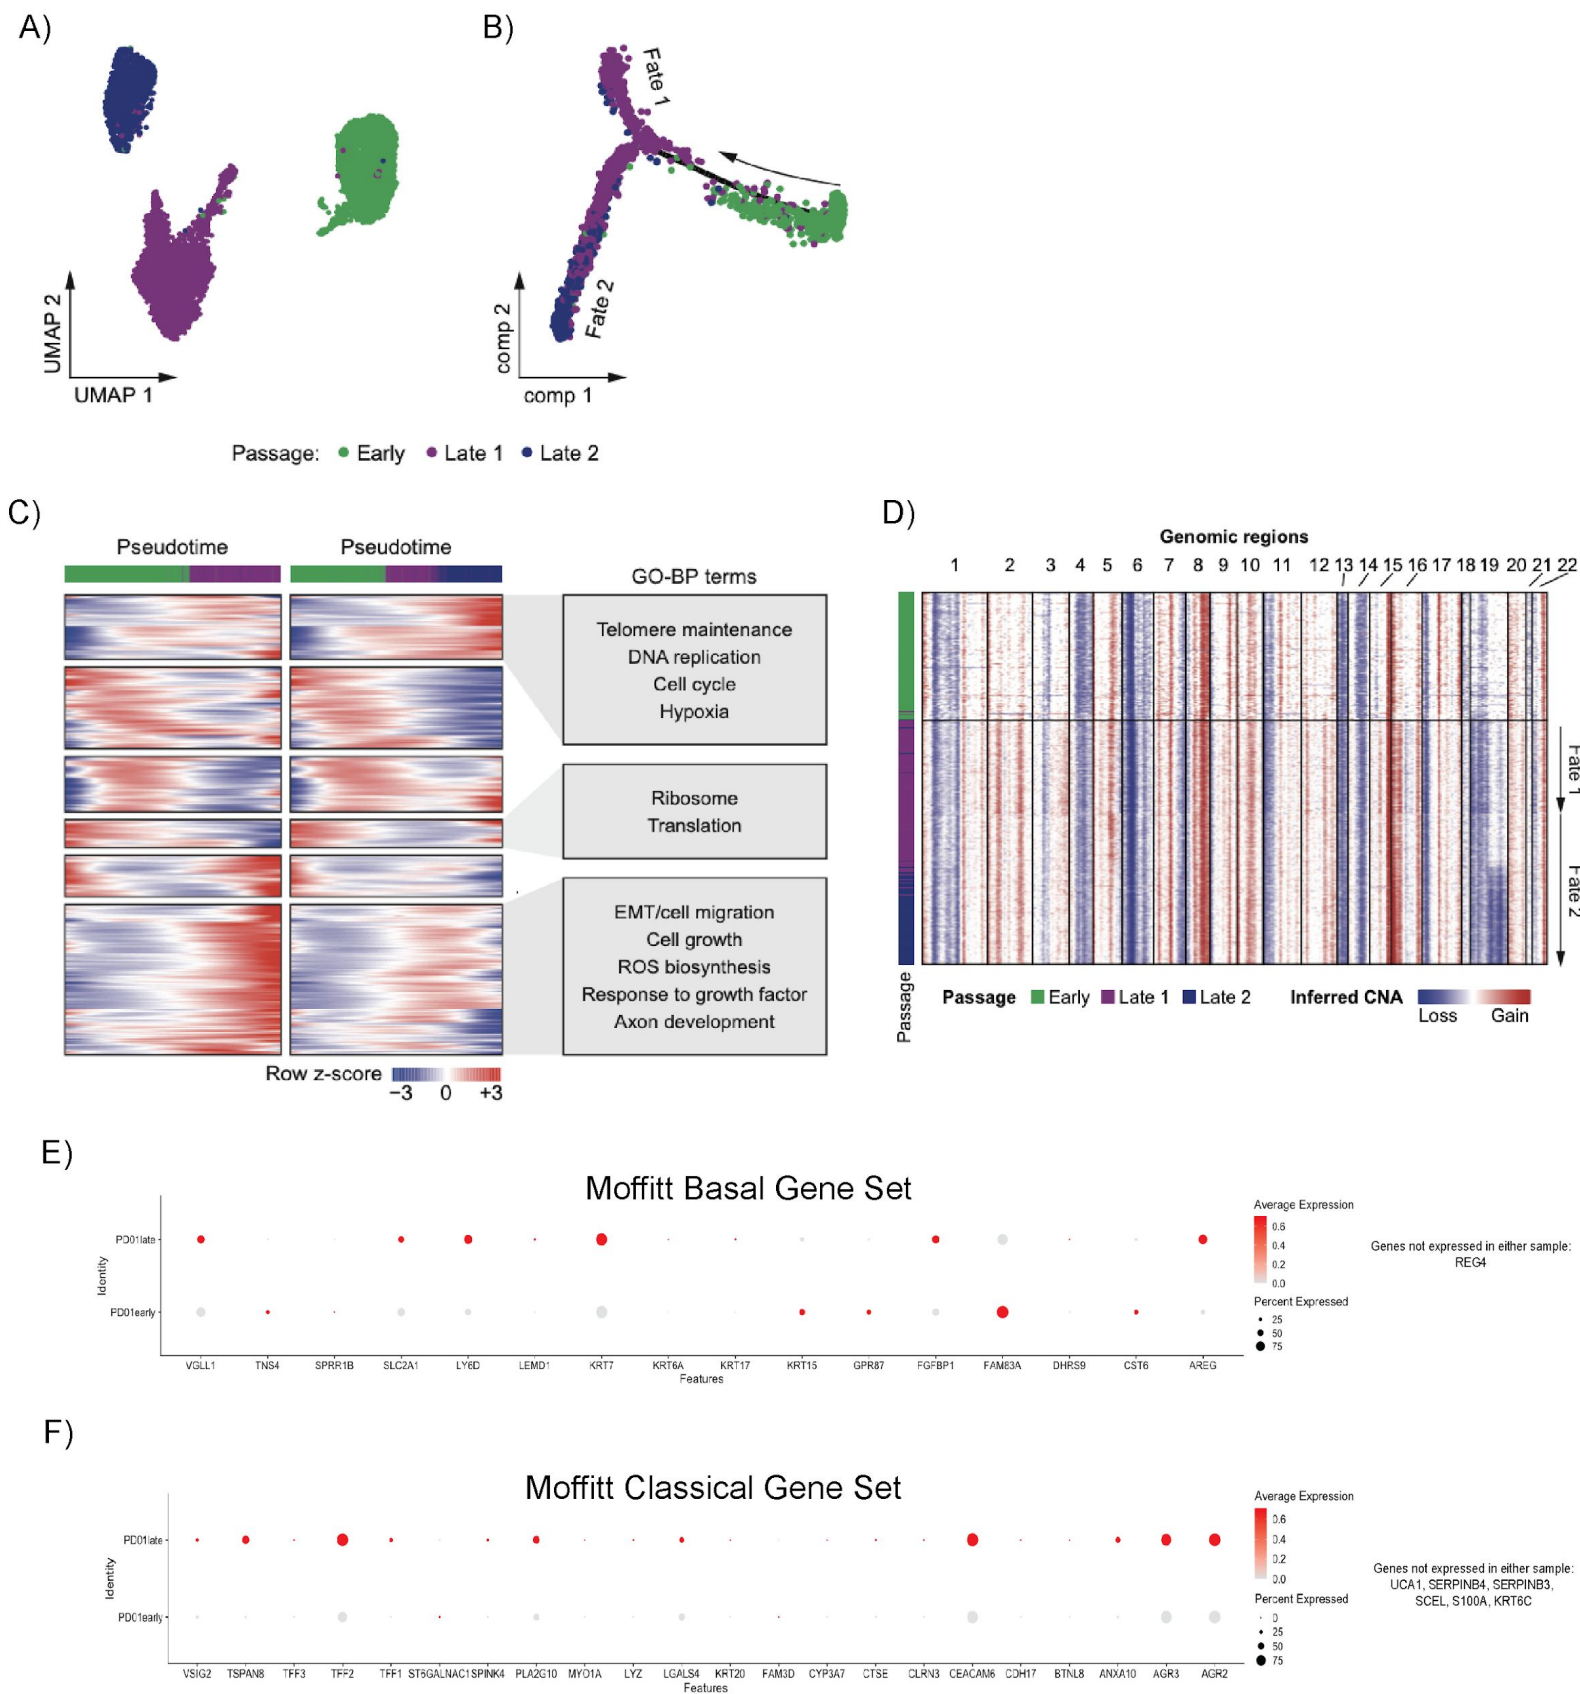 A)
B)
Fate 1
Fate 2
UMAP 2
UMAP 1
comp 2
comp 1
Passage: Early Late 1 Late 2
C)
Pseudotime Pseudotime
GO-BP terms
Telomere maintenance
DNA replication
Cell cycle
Hypoxia
Ribosome
Translation
EMT/cell migration
Cell growth
ROS biosynthesis
Response to growth factor
Axon development
Row z-score
−3 0 +3
D)
Genomic regions
1 2 3 4 5 6 7 8 9 10 11 12 13 14 15 16 17 18 19 20 21 22
Fate 1
Fate 2
Passage
Passage Early Late 1 Late 2 Inferred CNA
Loss Gain
E)
Moffitt Basal Gene Set
Identity
PD01late
PD01early
VGLL1 TNS4 SPRR1B SLC2A1 LY6D LEMD1 KRT7 KRT6A KRT17 KRT15 GPR87 FGFBP1 FAM83A DHRS9 CST6 AREG
Features
Average Expression
0.6
0.4
0.2
0.0
Percent Expressed
25
50
75
Genes not expressed in either sample:
REG4
F)
Moffitt Classical Gene Set
Identity
PD01late
PD01early
VSIG2 TSPAN8 TFF3 TFF2 TFF1 ST6GALNAC1 SPINK4 PLA2G10 MYO1A LYZ LGALS4 KRT20 FAM3D CYP3A7 CTSE CLRN3 CEACAM6 CDH17 BTNL8 ANXA10 AGR3 AGR2
Features
Average Expression
0.6
0.4
0.2
0.0
Percent Expressed
0
25
50
75
Genes not expressed in either sample:
UCA1, SERPINB4, SERPINB3,
SCEL, S100A, KRT6C